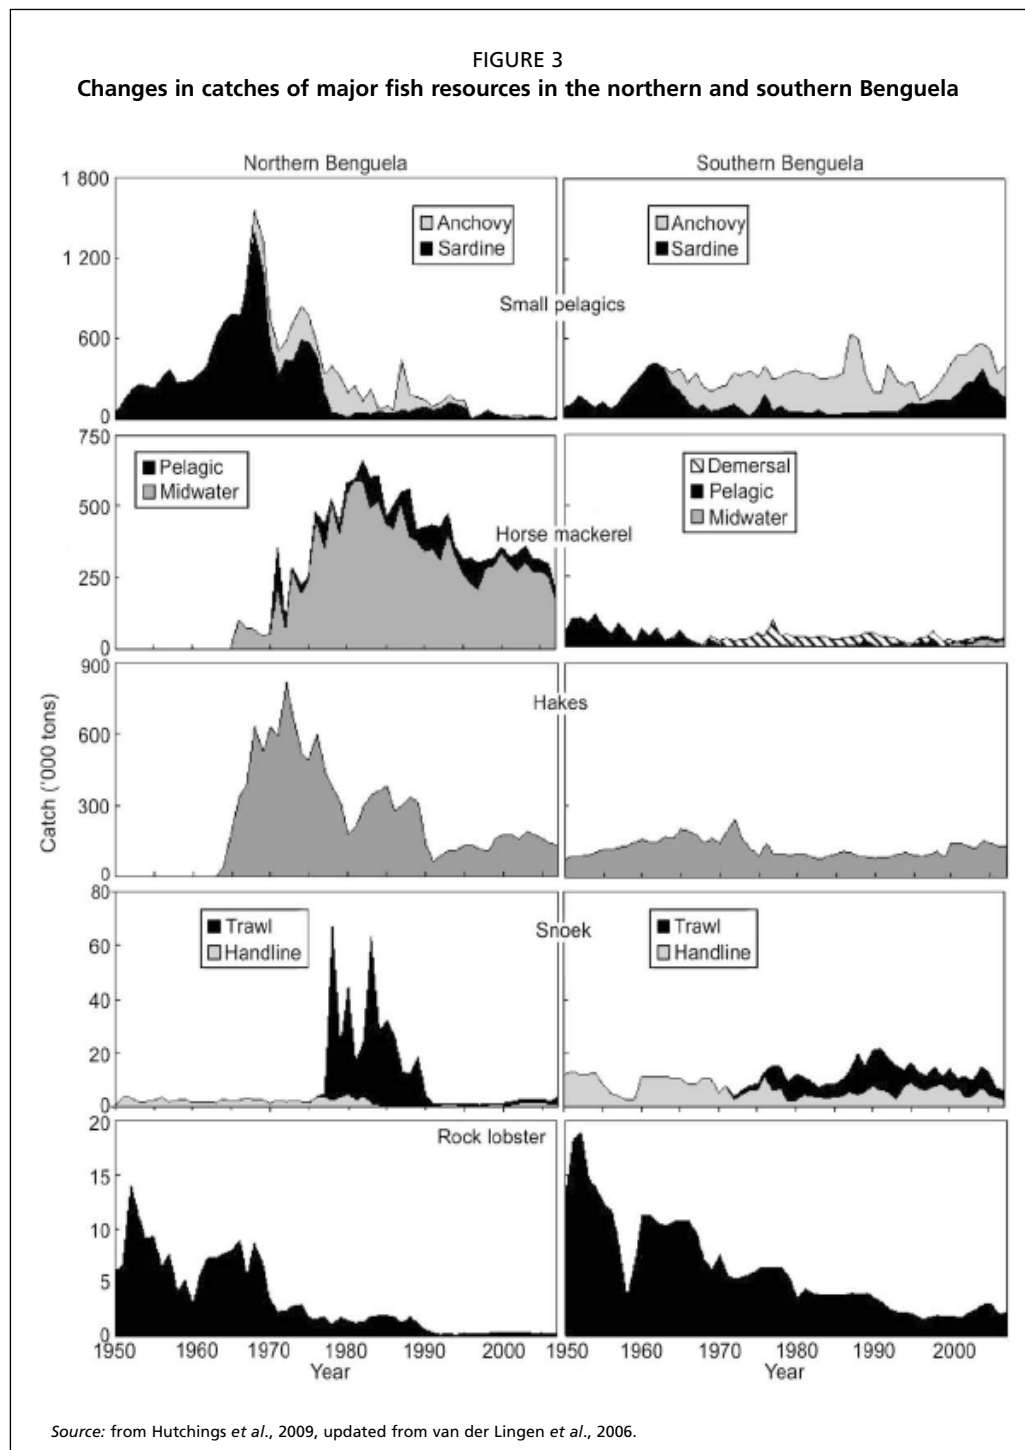 FIGURE 3
Changes in catches of major fish resources in the northern and southern Benguela
Northern Benguela
Southern Benguela
1 800
1 200
600
0
Anchovy
Sardine
Anchovy
Sardine
Small pelagics
750
500
250
0
Pelagic
Midwater
Demersal
Pelagic
Midwater
Horse mackerel
900
600
300
0
Hakes
Catch ('000 tons)
80
60
40
20
0
Trawl
Handline
Trawl
Handline
Snoek
20
15
10
5
0
Rock lobster
1950 1960 1970 1980 1990 2000 1950 1960 1970 1980 1990 2000
Year Year
Source: from Hutchings et al., 2009, updated from van der Lingen et al., 2006.